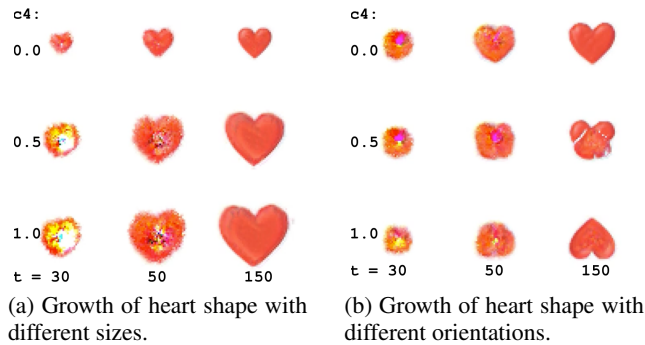 c4:
0.0
0.5
1.0
t = 30 50 150
(a) Growth of heart shape with
different sizes.
c4:
0.0
0.5
1.0
t = 30 50 150
(b) Growth of heart shape with
different orientations.